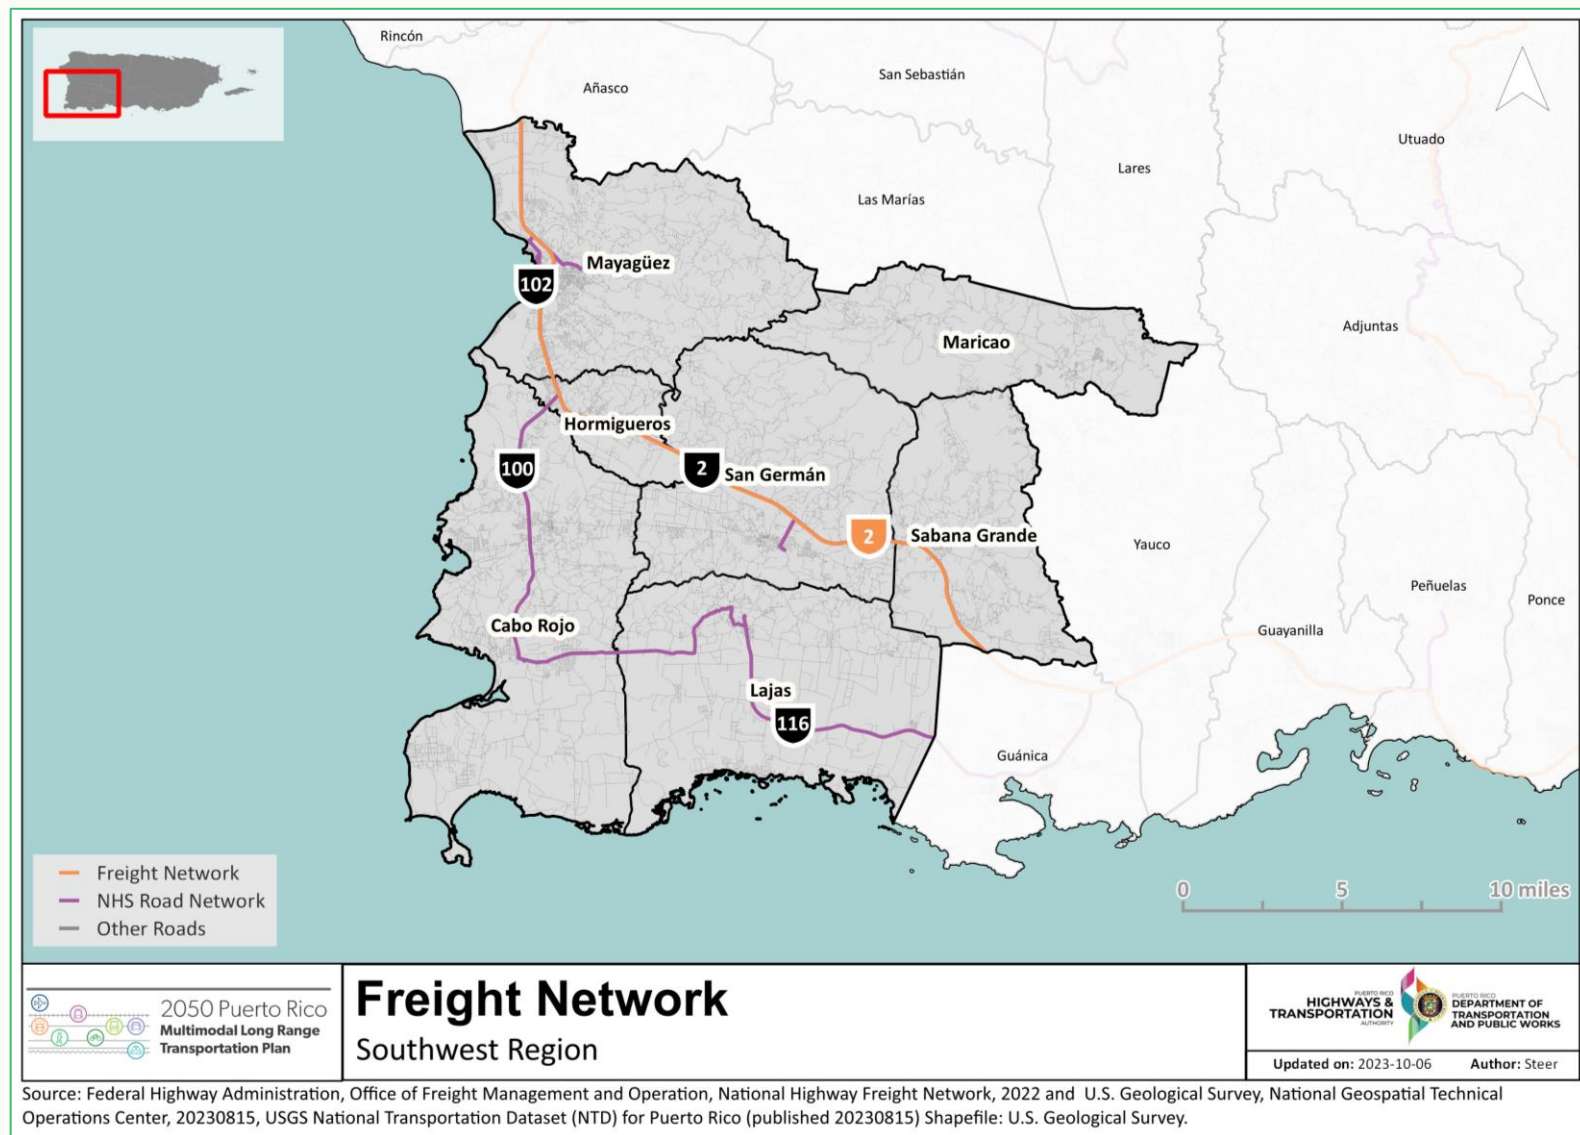 Rincón
Añasco
San Sebastián
Utuado
Lares
Las Marías
Mayagüez
102
Adjuntas
Maricao
Hormigueros
100
2
San Germán
2
Sabana Grande
Yauco
Peñuelas
Ponce
Cabo Rojo
Guayanilla
Lajas
116
Guánica
Freight Network
NHS Road Network
Other Roads
0 5 10 miles
2050 Puerto Rico
Multimodal Long Range
Transportation Plan
Freight Network
Southwest Region
PUERTO RICO
HIGHWAYS &
TRANSPORTATION
AUTHORITY
PUERTO RICO
DEPARTMENT OF
TRANSPORTATION
AND PUBLIC WORKS
Updated on: 2023-10-06 Author: Steer
Source: Federal Highway Administration, Office of Freight Management and Operation, National Highway Freight Network, 2022 and U.S. Geological Survey, National Geospatial Technical
Operations Center, 20230815, USGS National Transportation Dataset (NTD) for Puerto Rico (published 20230815) Shapefile: U.S. Geological Survey.